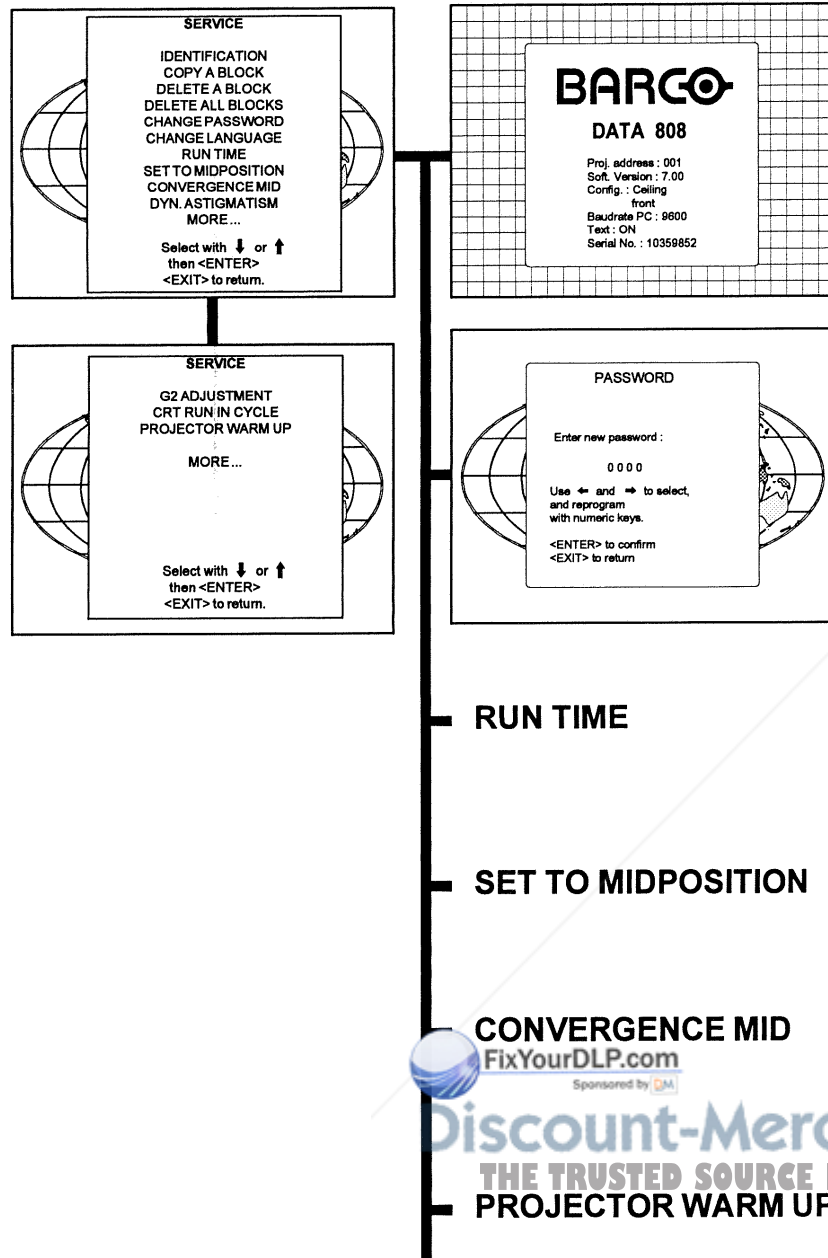 SERVICE
IDENTIFICATION
COPY A BLOCK
DELETE A BLOCK
DELETE ALL BLOCKS
CHANGE PASSWORD
CHANGE LANGUAGE
RUN TIME
SET TO MIDPOSITION
CONVERGENCE MID
DYN. ASTIGMATISM
MORE...
Select with ⬇ or ⬆
then <ENTER>
<EXIT> to return.
BARCO
DATA 808
Proj. address : 001
Soft. Version : 7.00
Config. : Ceiling
front
Baudrate PC : 9600
Text : ON
Serial No. : 10359852
SERVICE
G2 ADJUSTMENT
CRT RUN IN CYCLE
PROJECTOR WARM UP
MORE...
Select with ⬇ or ⬆
then <ENTER>
<EXIT> to return.
PASSWORD
Enter new password :
0 0 0 0
Use ⬅ and ➡ to select,
and reprogram
with numeric keys.
<ENTER> to confirm
<EXIT> to return
RUN TIME
SET TO MIDPOSITION
CONVERGENCE MID
FixYourDLP.com
Sponsored by DM
Discount-Merc
THE TRUSTED SOURCE
PROJECTOR WARM UP